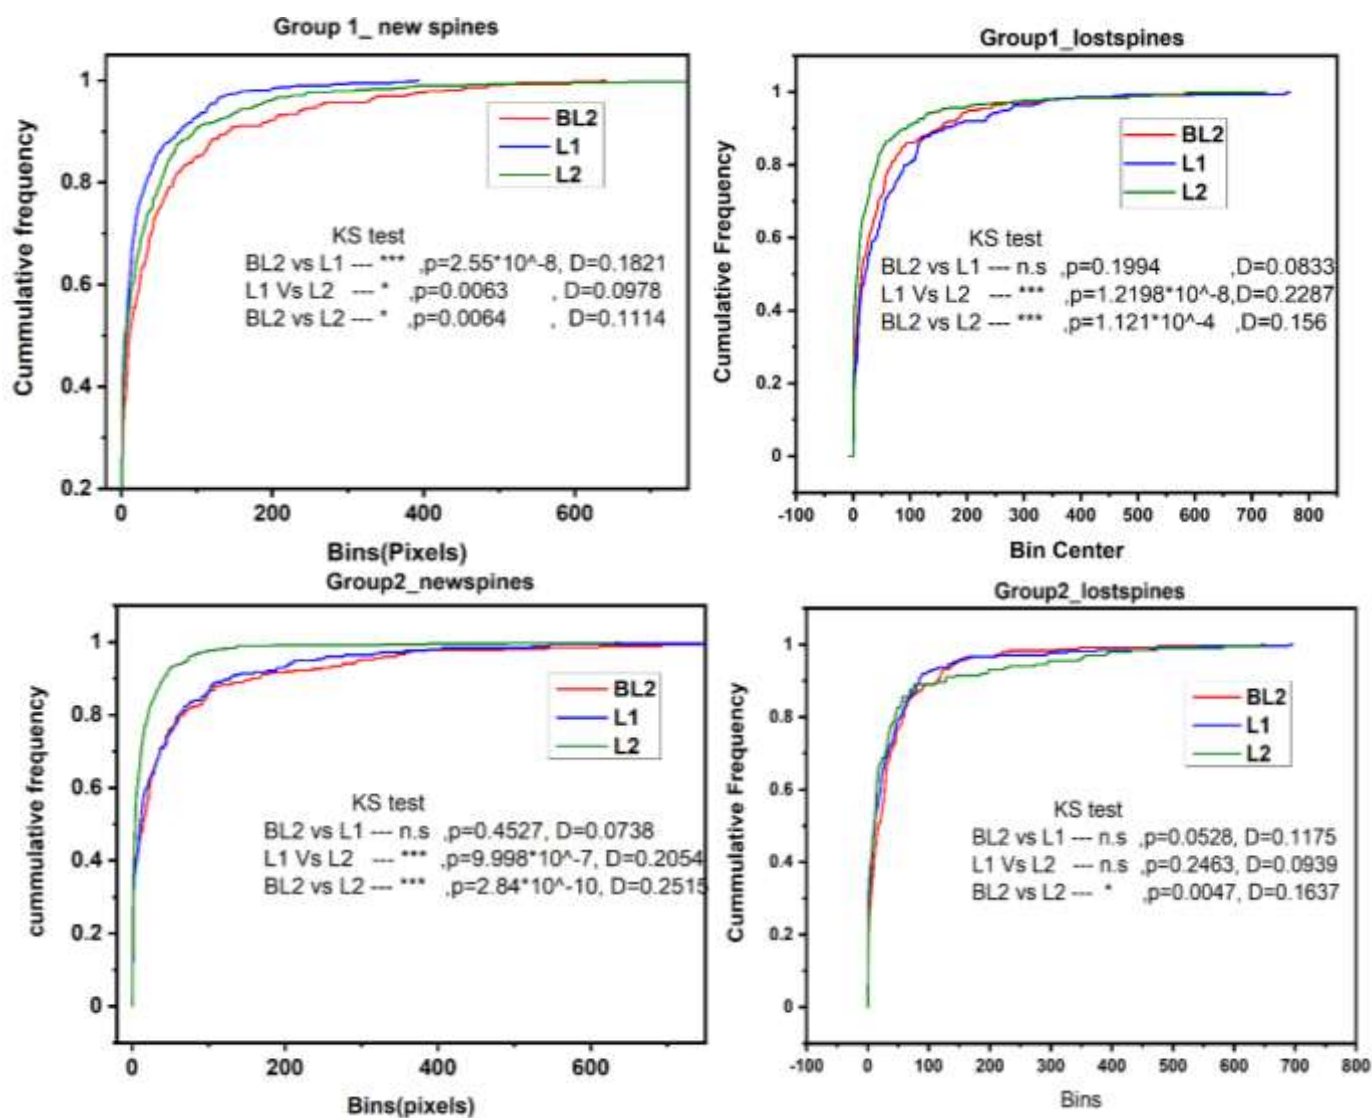 Group 1_ new spines
Cummulative frequency
1
0.8
0.6
0.4
0.2
BL2
L1
L2
KS test
BL2 vs L1 --- *** ,p=2.55*10^-8, D=0.1821
L1 Vs L2 --- * ,p=0.0063 , D=0.0978
BL2 vs L2 --- * ,p=0.0064 , D=0.1114
0 200 400 600
Bins(Pixels)
Group1_lostspines
Cumulative Frequency
1
0.8
0.6
0.4
0.2
0
BL2
L1
L2
KS test
BL2 vs L1 --- n.s ,p=0.1994 ,D=0.0833
L1 Vs L2 --- *** ,p=1.2198*10^-8,D=0.2287
BL2 vs L2 --- *** ,p=1.121*10^-4 ,D=0.156
-100 0 100 200 300 400 500 600 700 800
Bin Center
Group2_newspines
cummulative frequency
1
0.8
0.6
0.4
0.2
0
BL2
L1
L2
KS test
BL2 vs L1 --- n.s ,p=0.4527, D=0.0738
L1 Vs L2 --- *** ,p=9.998*10^-7, D=0.2054
BL2 vs L2 --- *** ,p=2.84*10^-10, D=0.2515
0 200 400 600
Bins(pixels)
Group2_lostspines
Cummulative Frequency
1
0.8
0.6
0.4
0.2
0
BL2
L1
L2
KS test
BL2 vs L1 --- n.s ,p=0.0528, D=0.1175
L1 Vs L2 --- n.s ,p=0.2463, D=0.0939
BL2 vs L2 --- * ,p=0.0047, D=0.1637
-100 0 100 200 300 400 500 600 700 800
Bins